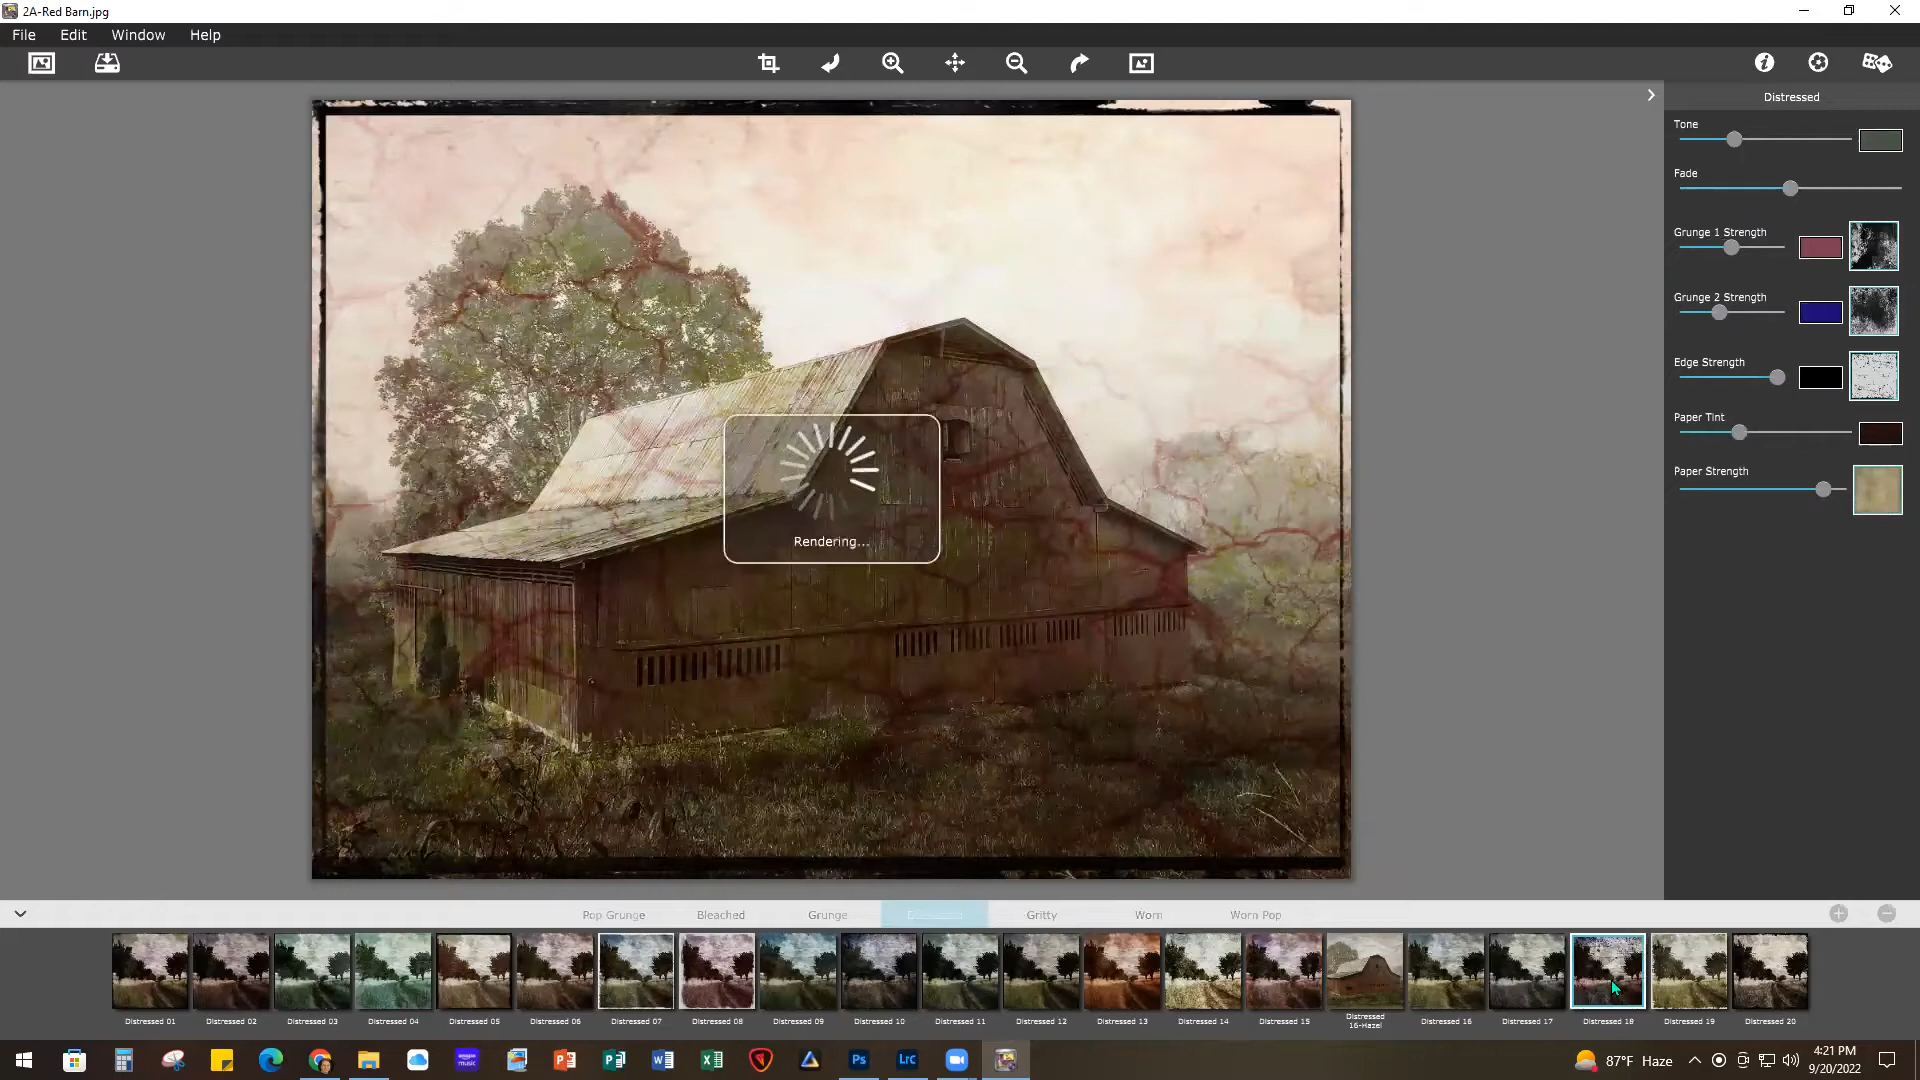 2A-Red Barn.jpg
File Edit Window Help
Distressed
Tone
Fade
Grunge 1 Strength
Grunge 2 Strength
Edge Strength
Paper Tint
Paper Strength
Rendering...
Pop Grunge Bleached Grunge Gritty Worn Worn Pop
Distressed 01 Distressed 02 Distressed 03 Distressed 04 Distressed 05 Distressed 06 Distressed 07 Distressed 08 Distressed 09 Distressed 10 Distressed 11 Distressed 12 Distressed 13 Distressed 14 Distressed 15 Distressed 16-Hazel Distressed 16 Distressed 17 Distressed 18 Distressed 19 Distressed 20
amazon music
Ps
Lrc
87°F Haze
4:21 PM
9/20/2022